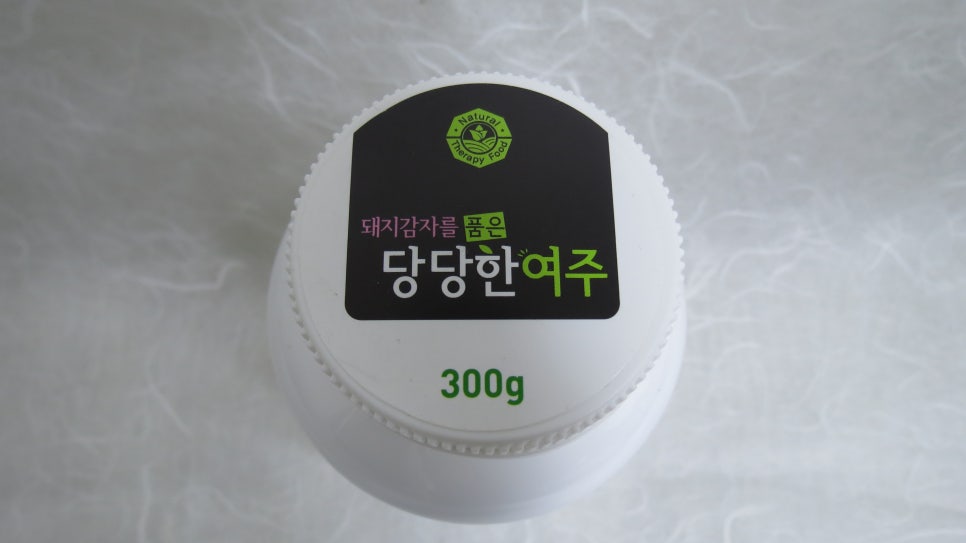 Natural
Therapy Food
돼지감자를 품은
당당한여주
300g